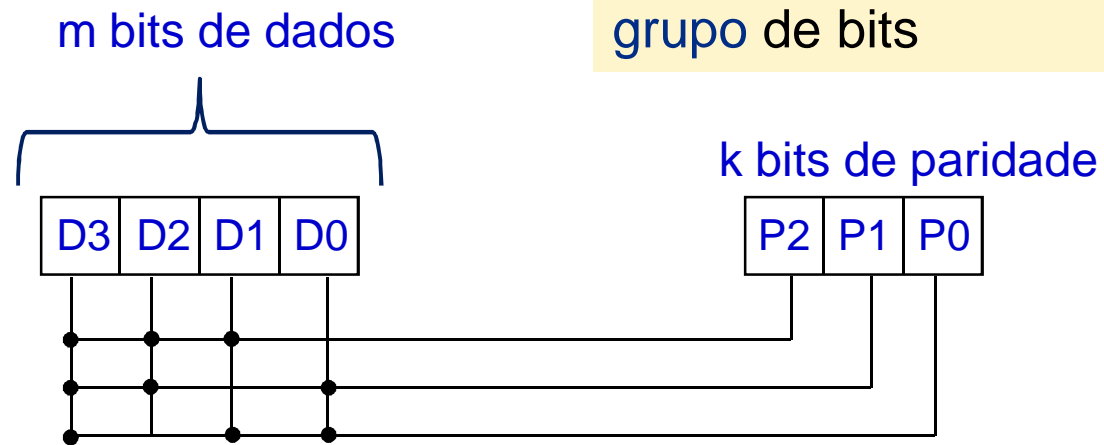 m bits de dados
grupo de bits
k bits de paridade
D3 D2 D1 D0
P2 P1 P0